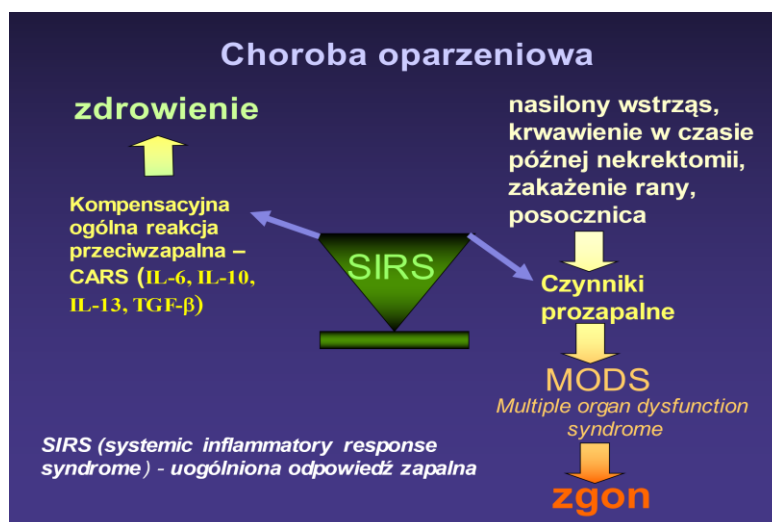 Choroba oparzeniowa
zdrowienie
Kompensacyjna
ogólna reakcja
przeciwzapalna –
CARS (IL-6, IL-10,
IL-13, TGF-β)
SIRS
nasilony wstrząs,
krwawienie w czasie
późnej nekrektomii,
zakażenie rany,
posocznica
Czynniki
prozapalne
MODS
Multiple organ dysfunction
syndrome
zgon
SIRS (systemic inflammatory response
syndrome) - uogólniona odpowiedź zapalna